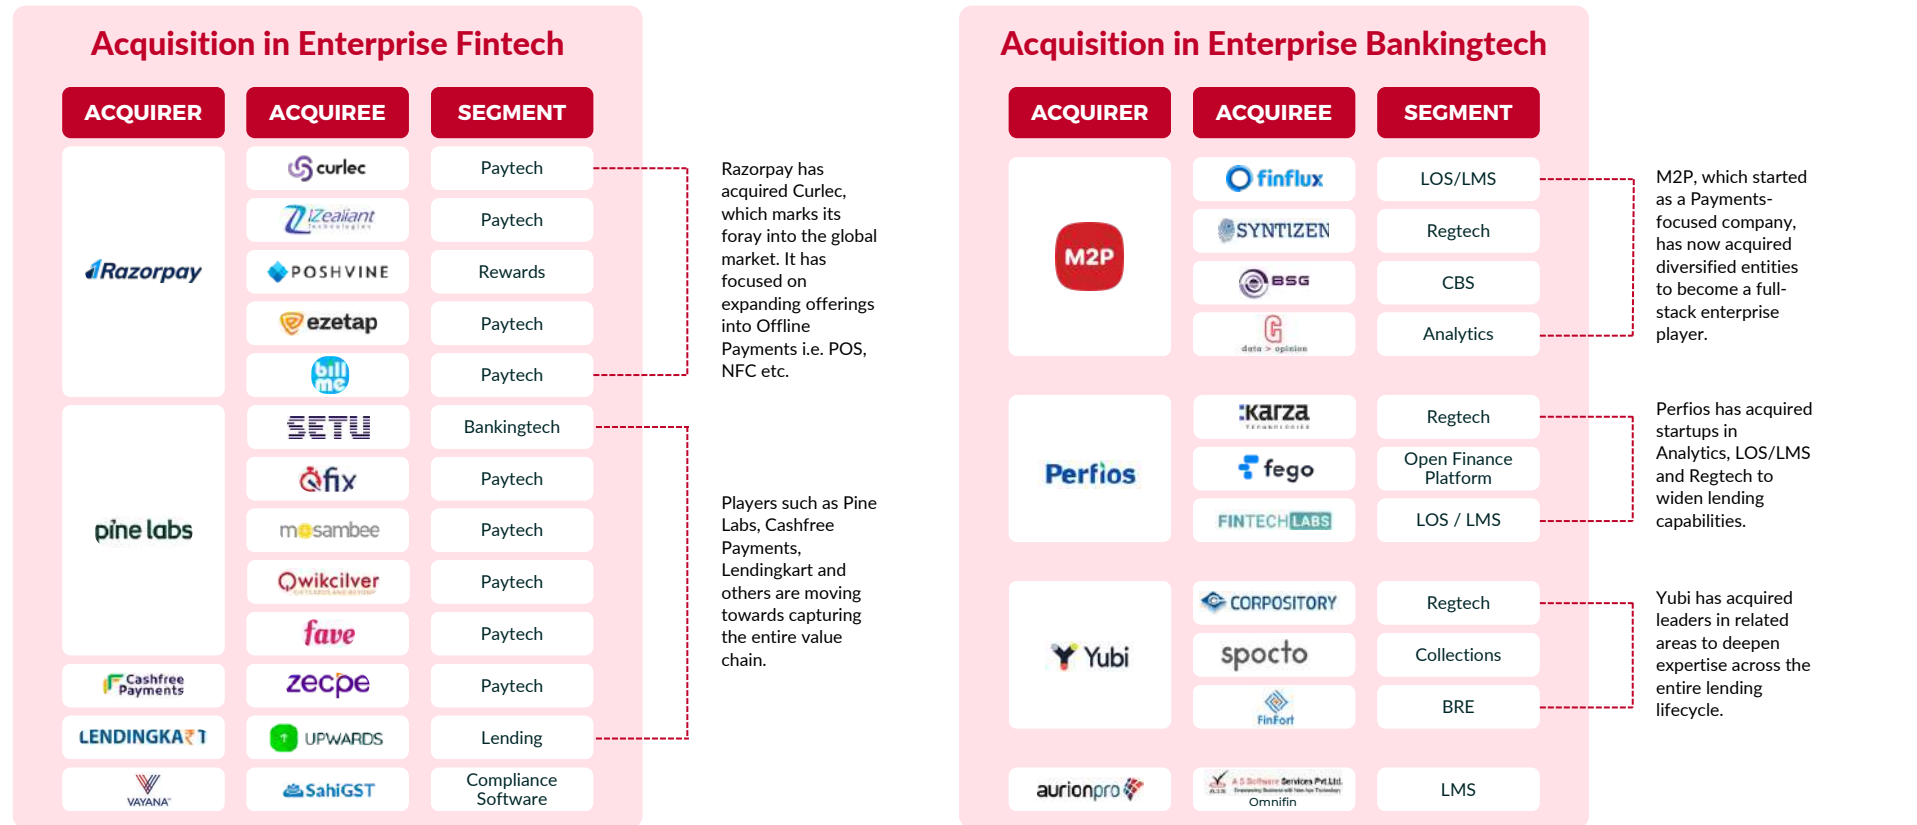 Acquisition in Enterprise Fintech
ACQUIRER ACQUIREE SEGMENT
Razorpay
curlec Paytech
IZealiant Technologies Paytech
POSHVINE Rewards
ezetap Paytech
bill me Paytech
Razorpay has
acquired Curlec,
which marks its
foray into the global
market. It has
focused on
expanding offerings
into Offline
Payments i.e. POS,
NFC etc.
pine labs
SETU Bankingtech
Qfix Paytech
mosambee Paytech
Qwikcilver Paytech
fave Paytech
Cashfree Payments zecpe Paytech
LENDINGKART UPWARDS Lending
VAYANA SahiGST Compliance Software
Players such as Pine
Labs, Cashfree
Payments,
Lendingkart and
others are moving
towards capturing
the entire value
chain.
Acquisition in Enterprise Bankingtech
ACQUIRER ACQUIREE SEGMENT
M2P
finflux LOS/LMS
SYNTIZEN Regtech
BSG CBS
data > opinion Analytics
M2P, which started
as a Payments-
focused company,
has now acquired
diversified entities
to become a full-
stack enterprise
player.
Perfios
Karza TECHNOLOGIES Regtech
fego Open Finance Platform
FINTECHLABS LOS / LMS
Perfios has acquired
startups in
Analytics, LOS/LMS
and Regtech to
widen lending
capabilities.
Yubi
CORPOSITORY Regtech
spocto Collections
FinFort BRE
Yubi has acquired
leaders in related
areas to deepen
expertise across the
entire lending
lifecycle.
aurionpro A S Software Services Pvt.Ltd. LMS
Omnifin